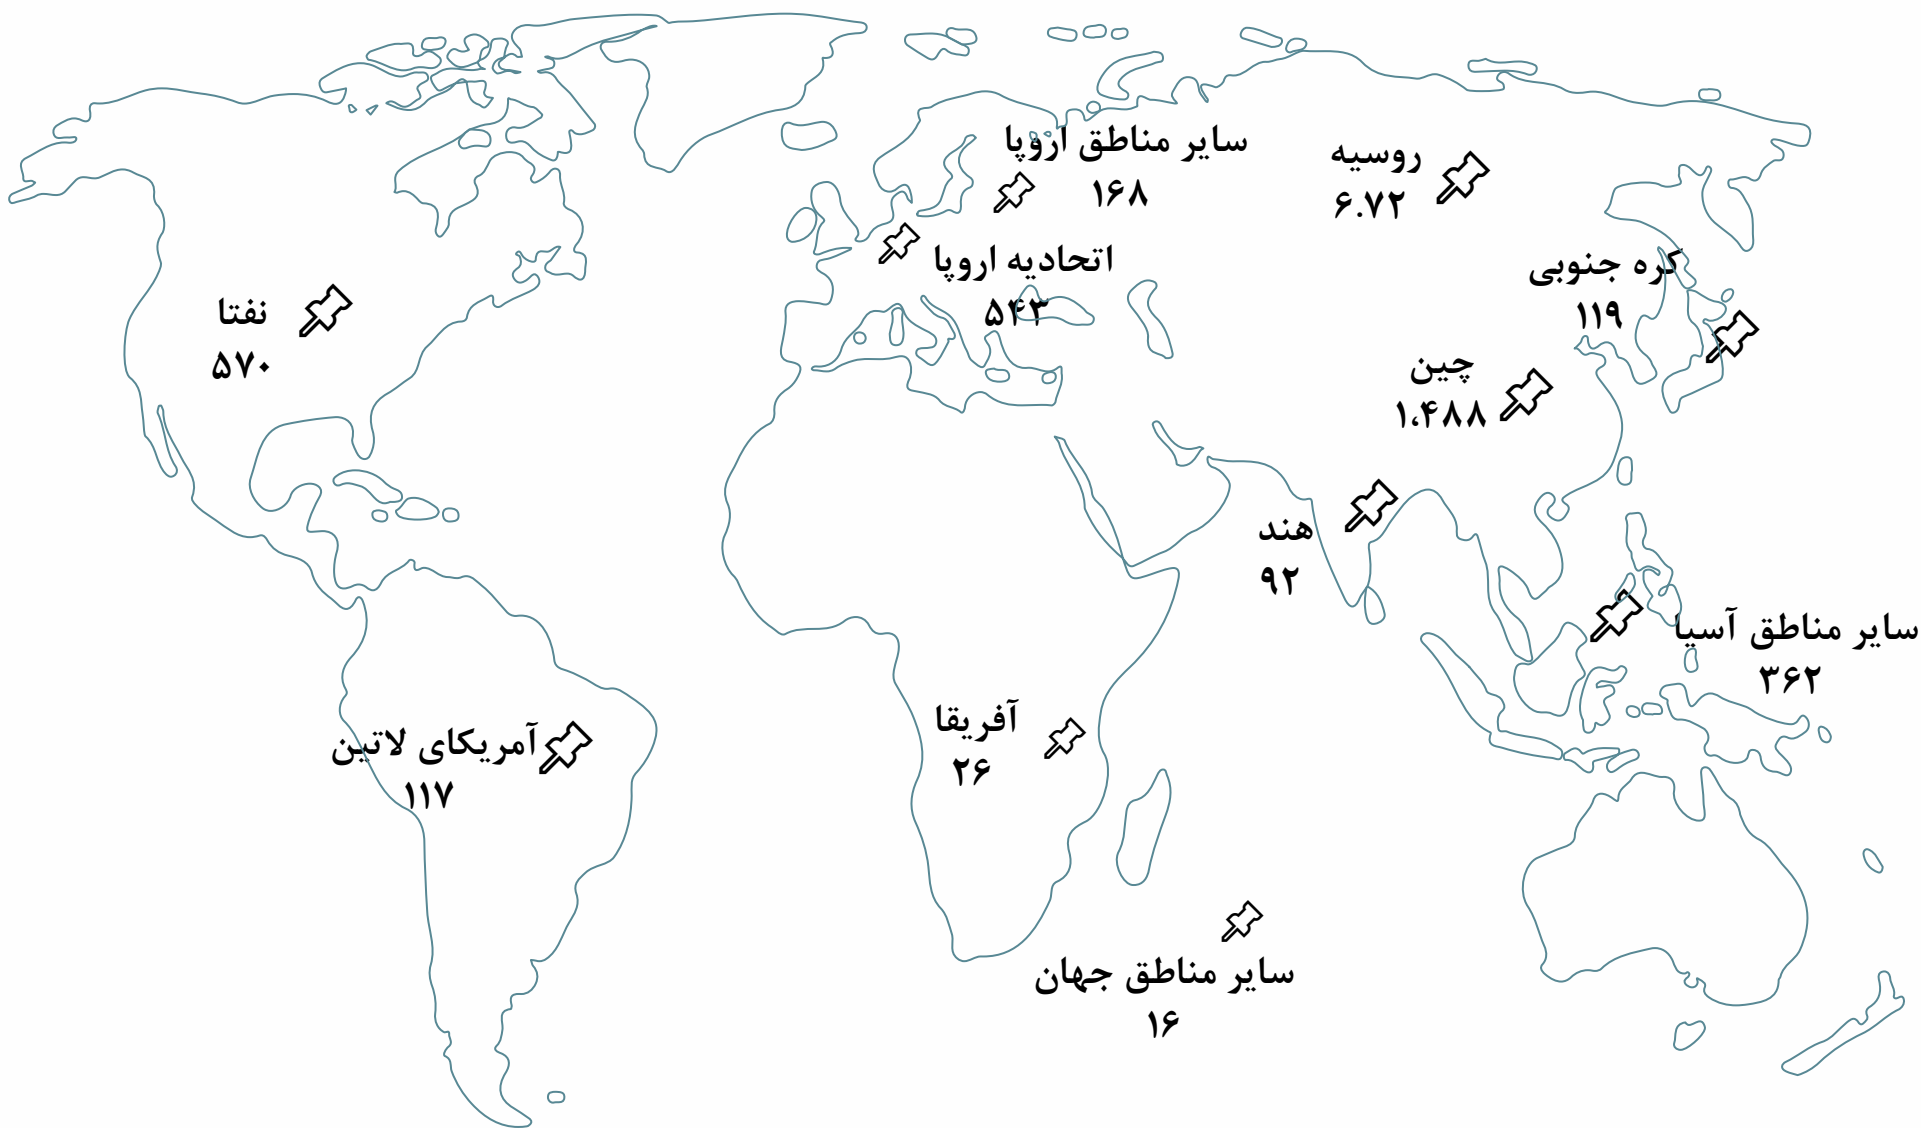 سایر مناطق اروپا
۱۶۸
روسیه
۶.۷۲
اتحادیه اروپا
۵۴۳
کره جنوبی
۱۱۹
نفتا
۵۷۰
چین
۱،۴۸۸
هند
۹۲
سایر مناطق آسیا
۳۶۲
آفریقا
۲۶
آمریکای لاتین
۱۱۷
سایر مناطق جهان
۱۶